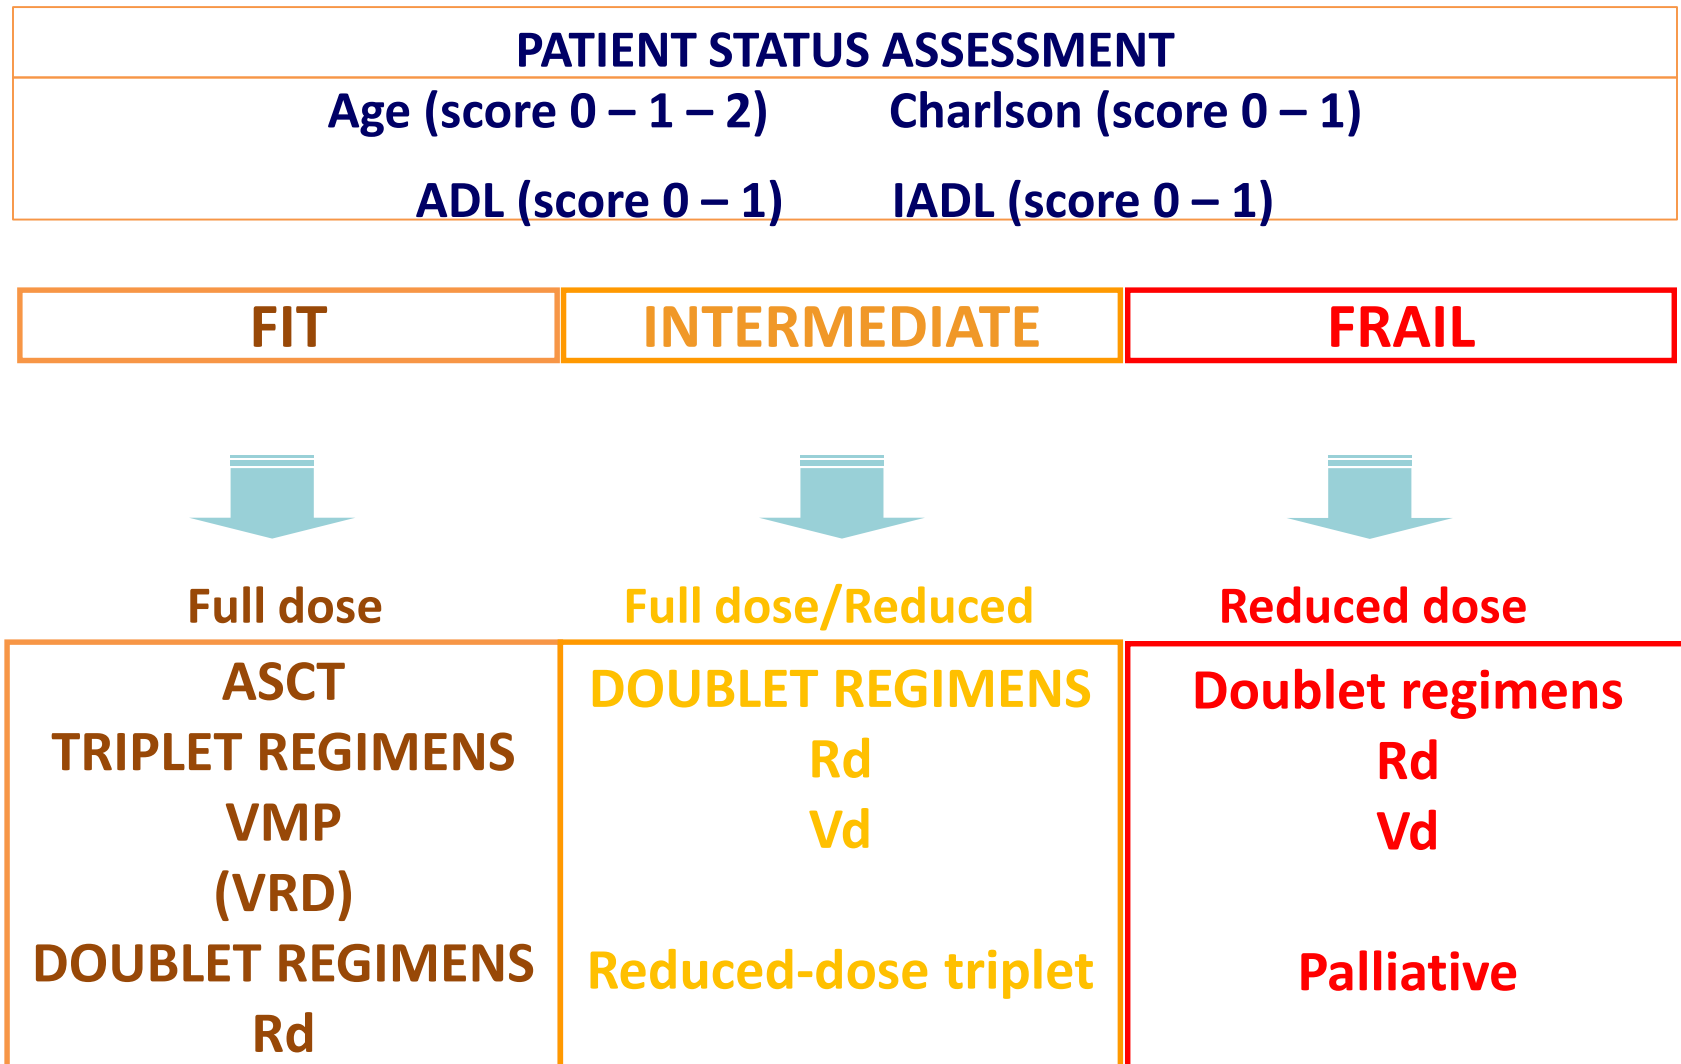 PATIENT STATUS ASSESSMENT
Age (score 0 – 1 – 2) Charlson (score 0 – 1)
ADL (score 0 – 1) IADL (score 0 – 1)
FIT
INTERMEDIATE
FRAIL
Full dose
Full dose/Reduced
Reduced dose
ASCT
TRIPLET REGIMENS
VMP
(VRD)
DOUBLET REGIMENS
Rd
DOUBLET REGIMENS
Rd
Vd
Reduced-dose triplet
Doublet regimens
Rd
Vd
Palliative